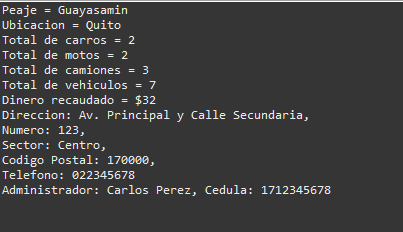 Peaje = Guayasamin
Ubicacion = Quito
Total de carros = 2
Total de motos = 2
Total de camiones = 3
Total de vehiculos = 7
Dinero recaudado = $32
Direccion: Av. Principal y Calle Secundaria,
Numero: 123,
Sector: Centro,
Codigo Postal: 170000,
Telefono: 022345678
Administrador: Carlos Perez, Cedula: 1712345678